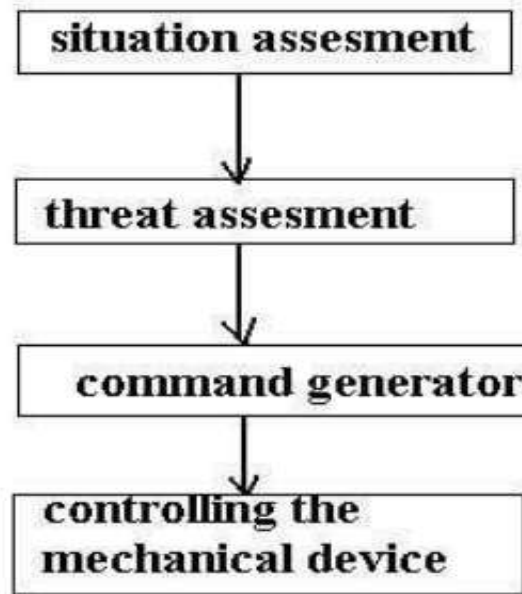 situation assesment
threat assesment
command generator
controlling the
mechanical device